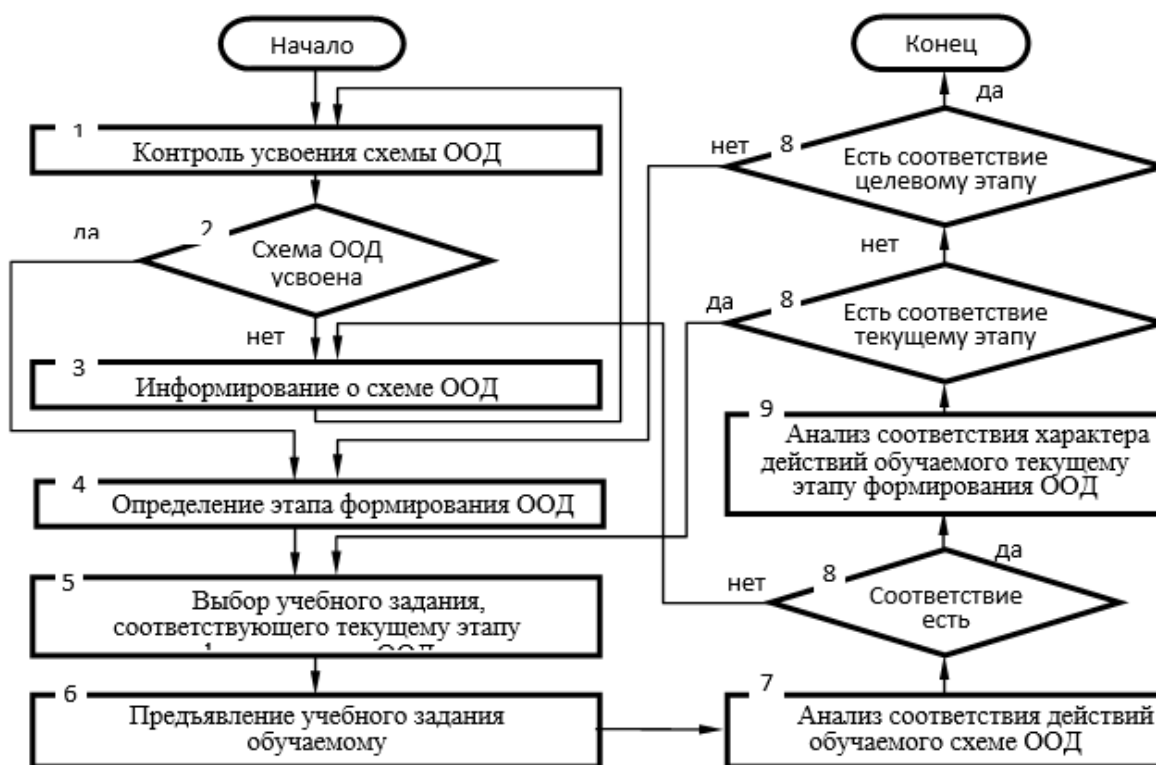 Начало
1
Контроль усвоения схемы ООД
2
да
Схема ООД
усвоена
нет
3
Информирование о схеме ООД
4
Определение этапа формирования ООД
5
Выбор учебного задания,
соответствующего текущему этапу
ООД
6
Предъявление учебного задания
обучаемому
7
Анализ соответствия действий
обучаемого схеме ООД
8
да
нет
Соответствие
есть
9
Анализ соответствия характера
действий обучаемого текущему
этапу формирования ООД
8
да
нет
Есть соответствие
текущему этапу
8
нет
да
Есть соответствие
целевому этапу
Конец